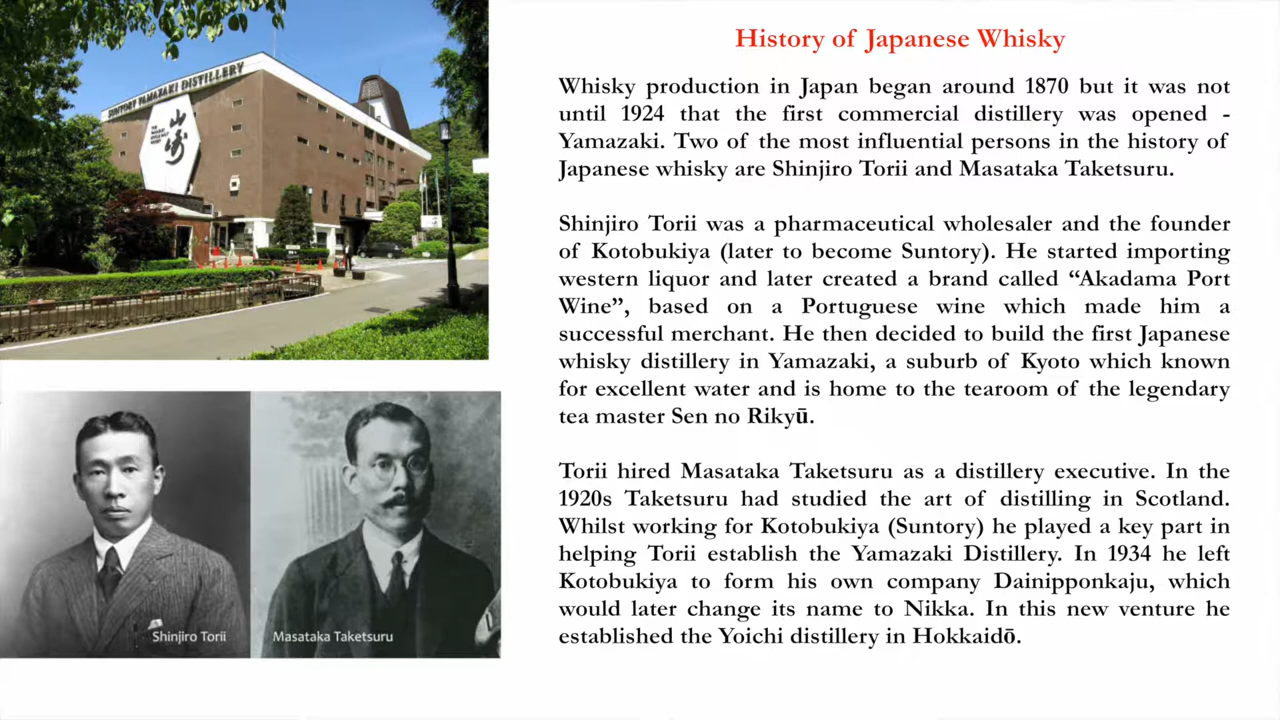 SUNTORY YAMAZAKI DISTILLERY
山崎
Shinjiro Torii
Masataka Taketsuru
History of Japanese Whisky
Whisky production in Japan began around 1870 but it was not
until 1924 that the first commercial distillery was opened -
Yamazaki. Two of the most influential persons in the history of
Japanese whisky are Shinjiro Torii and Masataka Taketsuru.
Shinjiro Torii was a pharmaceutical wholesaler and the founder
of Kotobukiya (later to become Suntory). He started importing
western liquor and later created a brand called “Akadama Port
Wine”, based on a Portuguese wine which made him a
successful merchant. He then decided to build the first Japanese
whisky distillery in Yamazaki, a suburb of Kyoto which known
for excellent water and is home to the tearoom of the legendary
tea master Sen no Rikyū.
Torii hired Masataka Taketsuru as a distillery executive. In the
1920s Taketsuru had studied the art of distilling in Scotland.
Whilst working for Kotobukiya (Suntory) he played a key part in
helping Torii establish the Yamazaki Distillery. In 1934 he left
Kotobukiya to form his own company Dainipponkaju, which
would later change its name to Nikka. In this new venture he
established the Yoichi distillery in Hokkaidō.